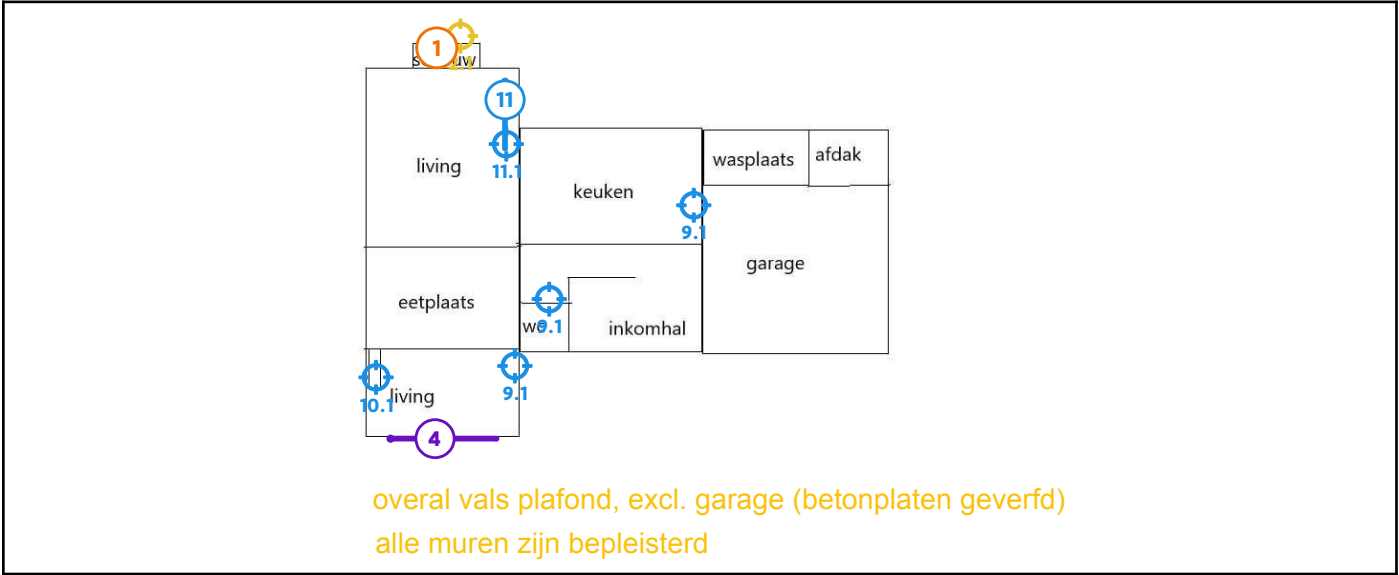 1
11
living
11.1
wasplaats
afdak
keuken
9.1
garage
eetplaats
9.1
inkomhal
living
10.1
9.1
4
overal vals plafond, excl. garage (betonplaten geverfd)
alle muren zijn bepleisterd